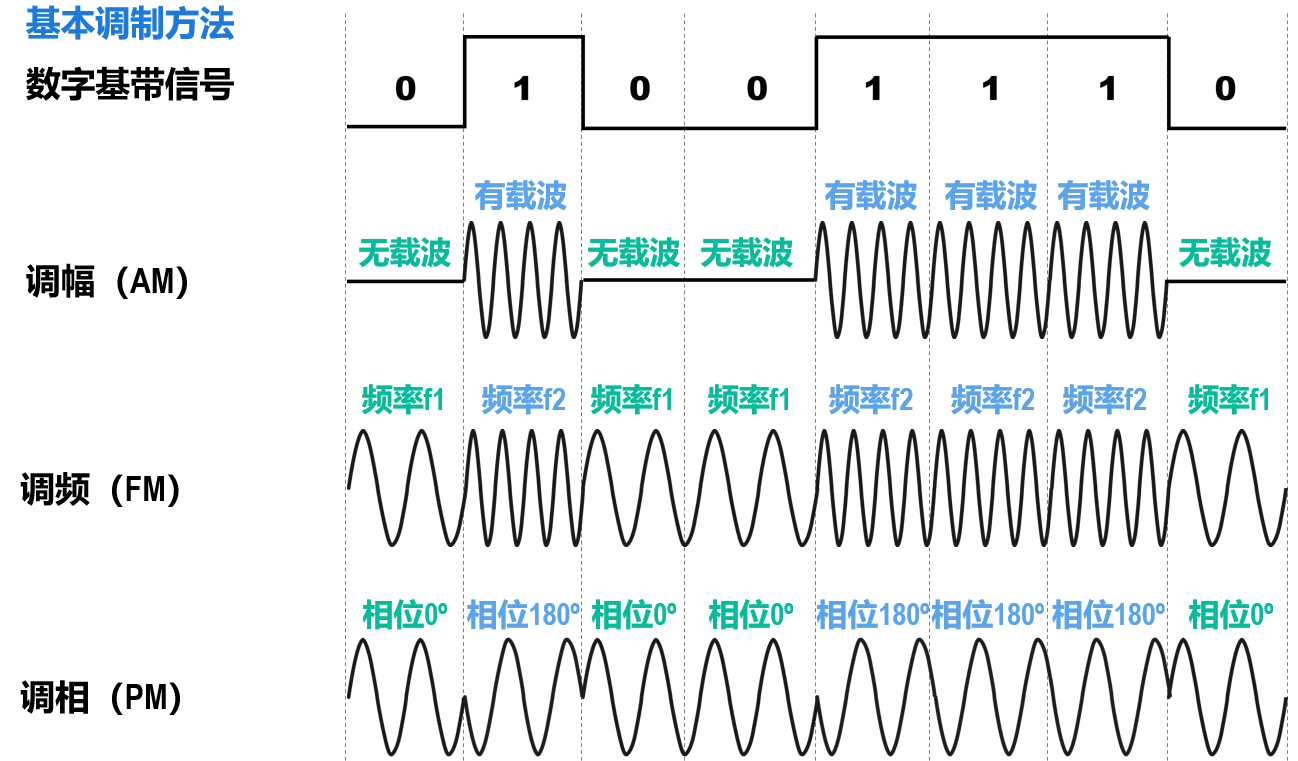 基本调制方法
数字基带信号
0 1 0 0 1 1 1 0
有载波 有载波 有载波 有载波
无载波 无载波 无载波 无载波
调幅（AM）
频率f1 频率f2 频率f1 频率f1 频率f2 频率f2 频率f2 频率f1
调频（FM）
相位0º 相位180º 相位0º 相位0º 相位180º 相位180º 相位180º 相位0º
调相（PM）